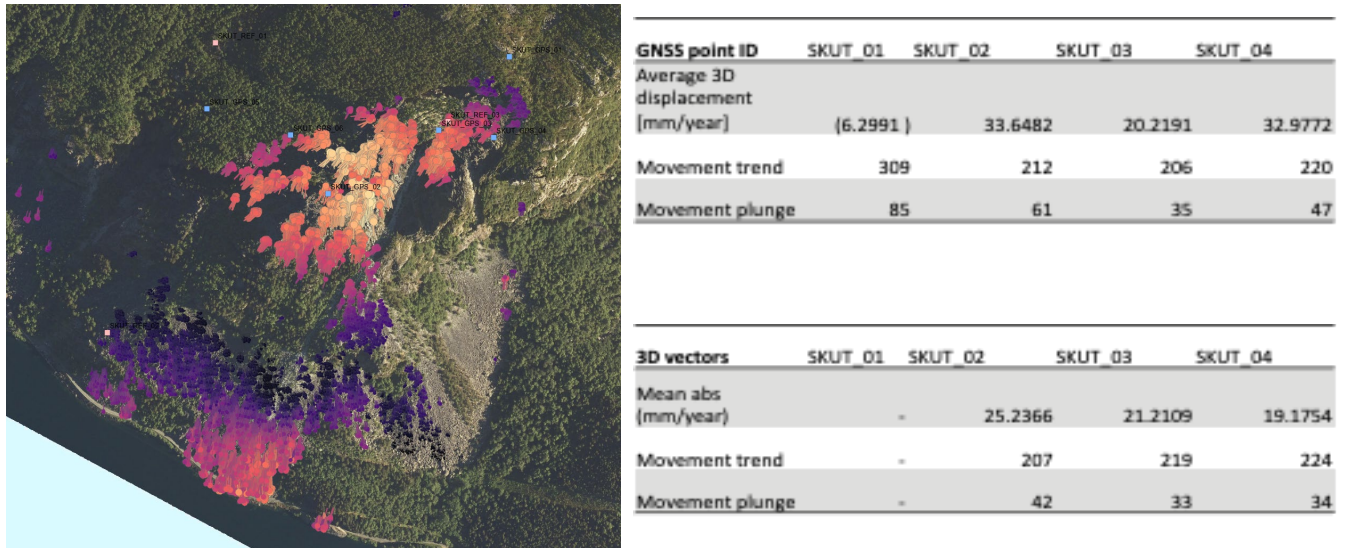 SKUT_REF_01
SKUT_GPS_01
SKUT_GPS_05
SKUT_REF_03
SKUT_GPS_03
SKUT_GPS_04
SKUT_GPS_06
SKUT_GPS_02
GNSS point ID SKUT_01 SKUT_02 SKUT_03 SKUT_04
Average 3D
displacement
[mm/year] (6.2991 ) 33.6482 20.2191 32.9772
Movement trend 309 212 206 220
Movement plunge 85 61 35 47
3D vectors SKUT_01 SKUT_02 SKUT_03 SKUT_04
Mean abs
(mm/year) - 25.2366 21.2109 19.1754
Movement trend - 207 219 224
Movement plunge - 42 33 34